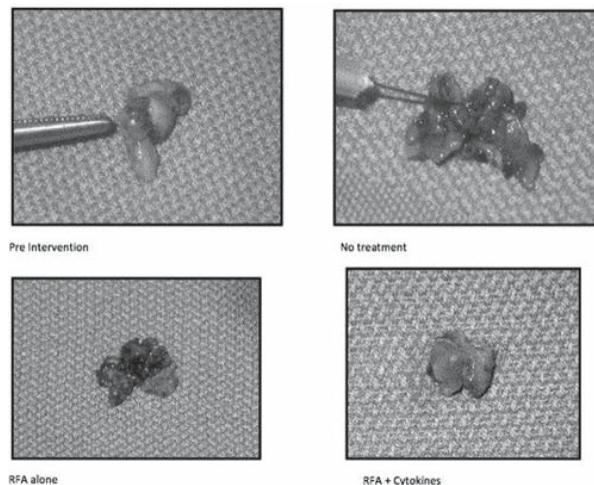 Pre Intervention
No treatment
RFA alone
RFA + Cytokines